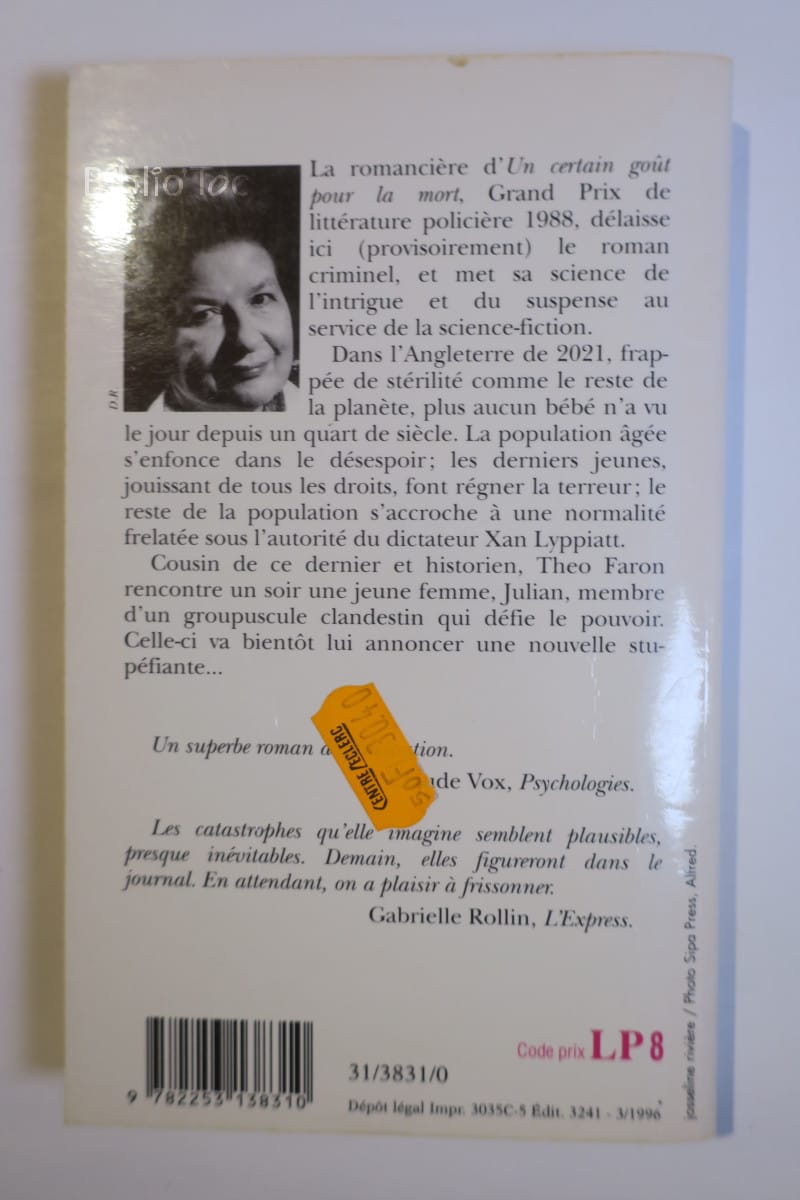 Biblio'Toc
La romancière d'Un certain goût
pour la mort, Grand Prix de
littérature policière 1988, délaisse
ici (provisoirement) le roman
criminel, et met sa science de
l'intrigue et du suspense au
service de la science-fiction.
Dans l'Angleterre de 2021, frap-
pée de stérilité comme le reste de
la planète, plus aucun bébé n'a vu
le jour depuis un quart de siècle. La population âgée
s'enfonce dans le désespoir; les derniers jeunes,
jouissant de tous les droits, font régner la terreur; le
reste de la population s'accroche à une normalité
frelatée sous l'autorité du dictateur Xan Lyppiatt.
Cousin de ce dernier et historien, Theo Faron
rencontre un soir une jeune femme, Julian, membre
d'un groupuscule clandestin qui défie le pouvoir.
Celle-ci va bientôt lui annoncer une nouvelle stu-
péfiante...
D.R
Un superbe roman
CENTRE/ECLERC
50F 30.40
Vox, Psychologies.
Les catastrophes qu'elle imagine semblent plausibles,
presque inévitables. Demain, elles figureront dans le
journal. En attendant, on a plaisir à frissonner.
Gabrielle Rollin, L'Express.
josseline rivière / Photo Sipa Press, Alfred.
Code prix LP8
31/3831/0
9 782253 138310
Dépôt légal Impr. 3035C-5 Édit. 3241 - 3/1996